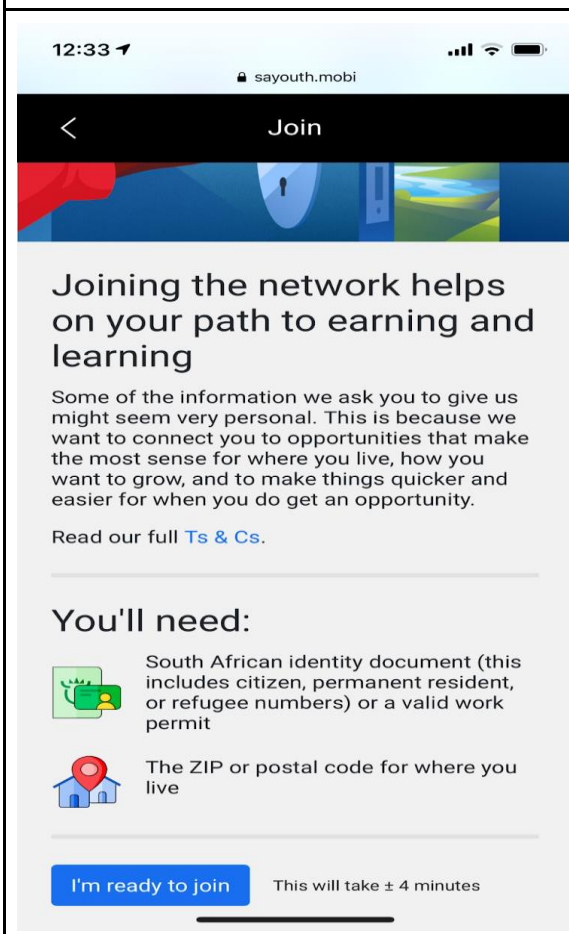 12:33
sayouth.mobi
Join
Joining the network helps
on your path to earning and
learning
Some of the information we ask you to give us
might seem very personal. This is because we
want to connect you to opportunities that make
the most sense for where you live, how you
want to grow, and to make things quicker and
easier for when you do get an opportunity.
Read our full Ts & Cs.
You'll need:
South African identity document (this
includes citizen, permanent resident,
or refugee numbers) or a valid work
permit
The ZIP or postal code for where you
live
I'm ready to join This will take ± 4 minutes